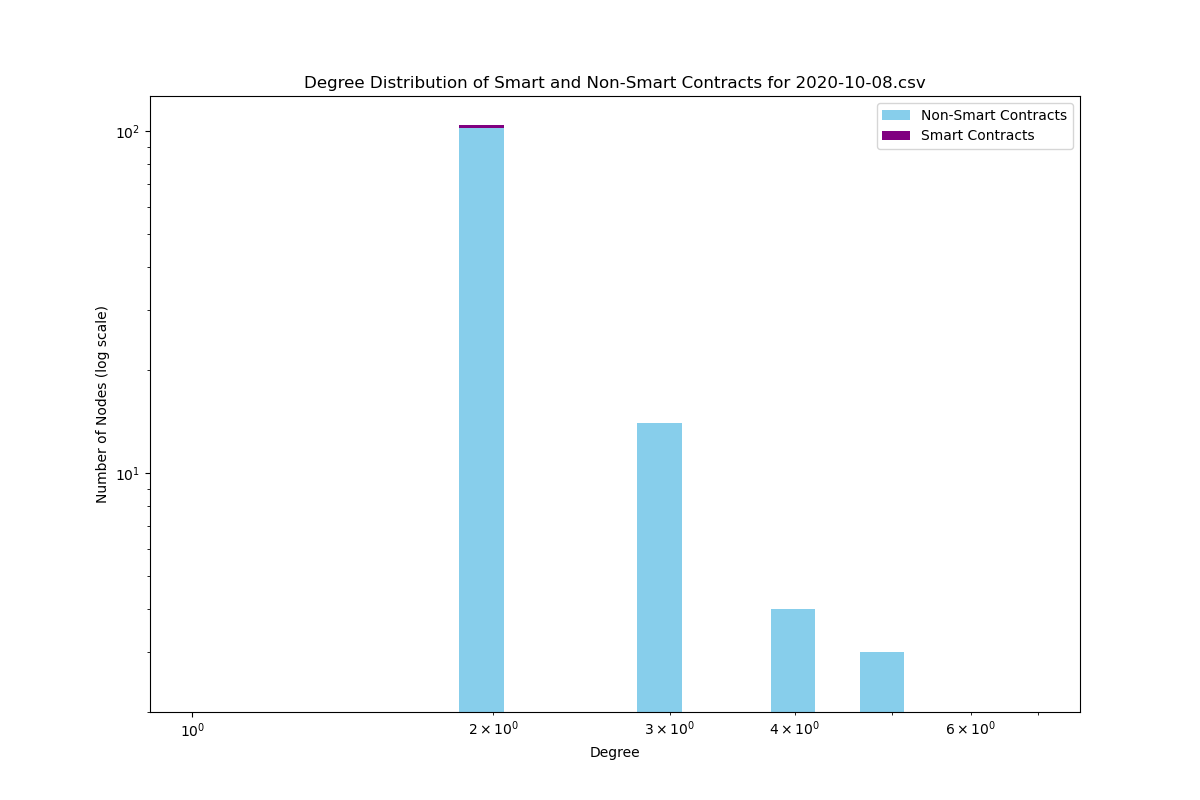 Degree Distribution of Smart and Non-Smart Contracts for 2020-10-08.csv
Non-Smart Contracts
Smart Contracts
Number of Nodes (log scale)
10²
10¹
10⁰
2 × 10⁰
3 × 10⁰
4 × 10⁰
6 × 10⁰
Degree